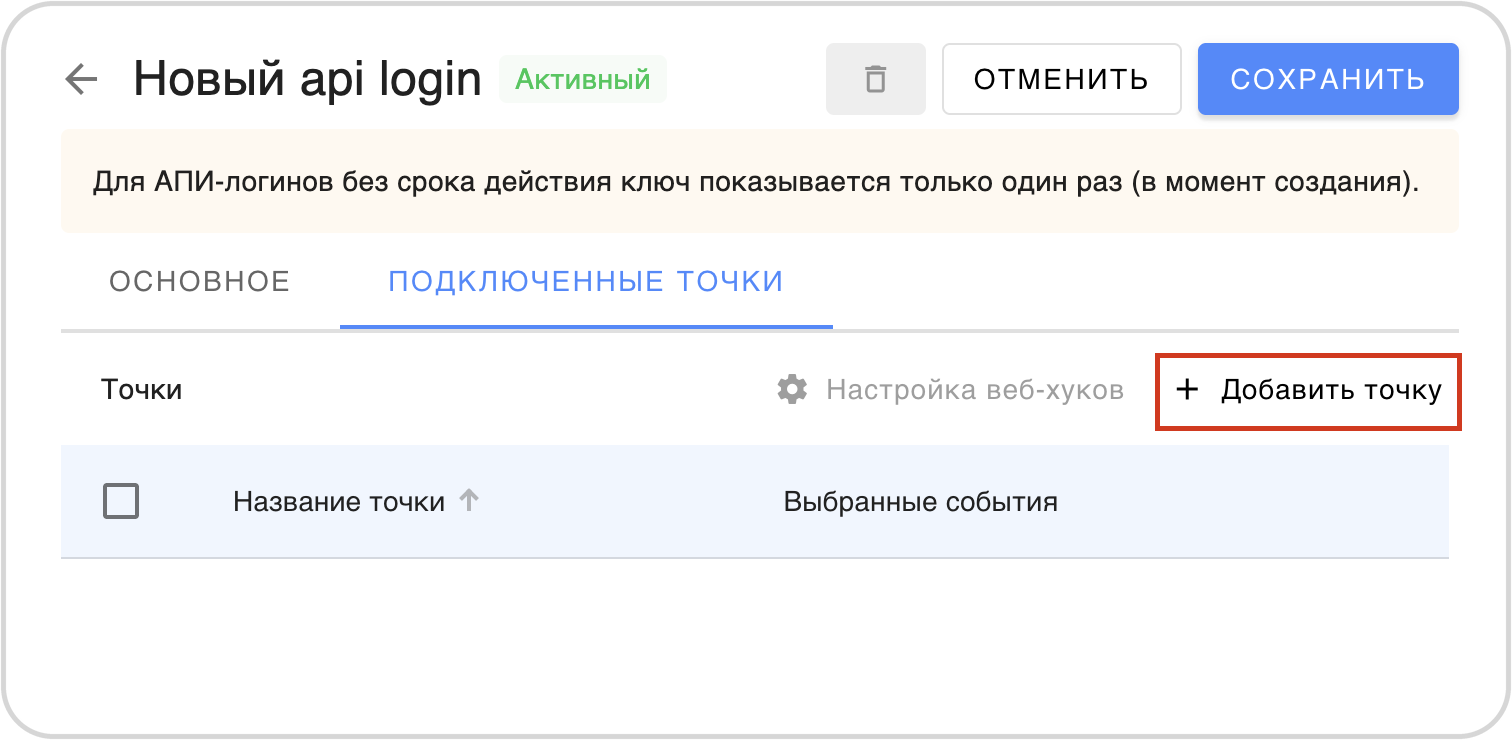 Новый api login Активный ОТМЕНИТЬ СОХРАНИТЬ
Для АПИ-логинов без срока действия ключ показывается только один раз (в момент создания).
ОСНОВНОЕ ПОДКЛЮЧЕННЫЕ ТОЧКИ
Точки Настройка веб-хуков + Добавить точку
Название точки ↑ Выбранные события